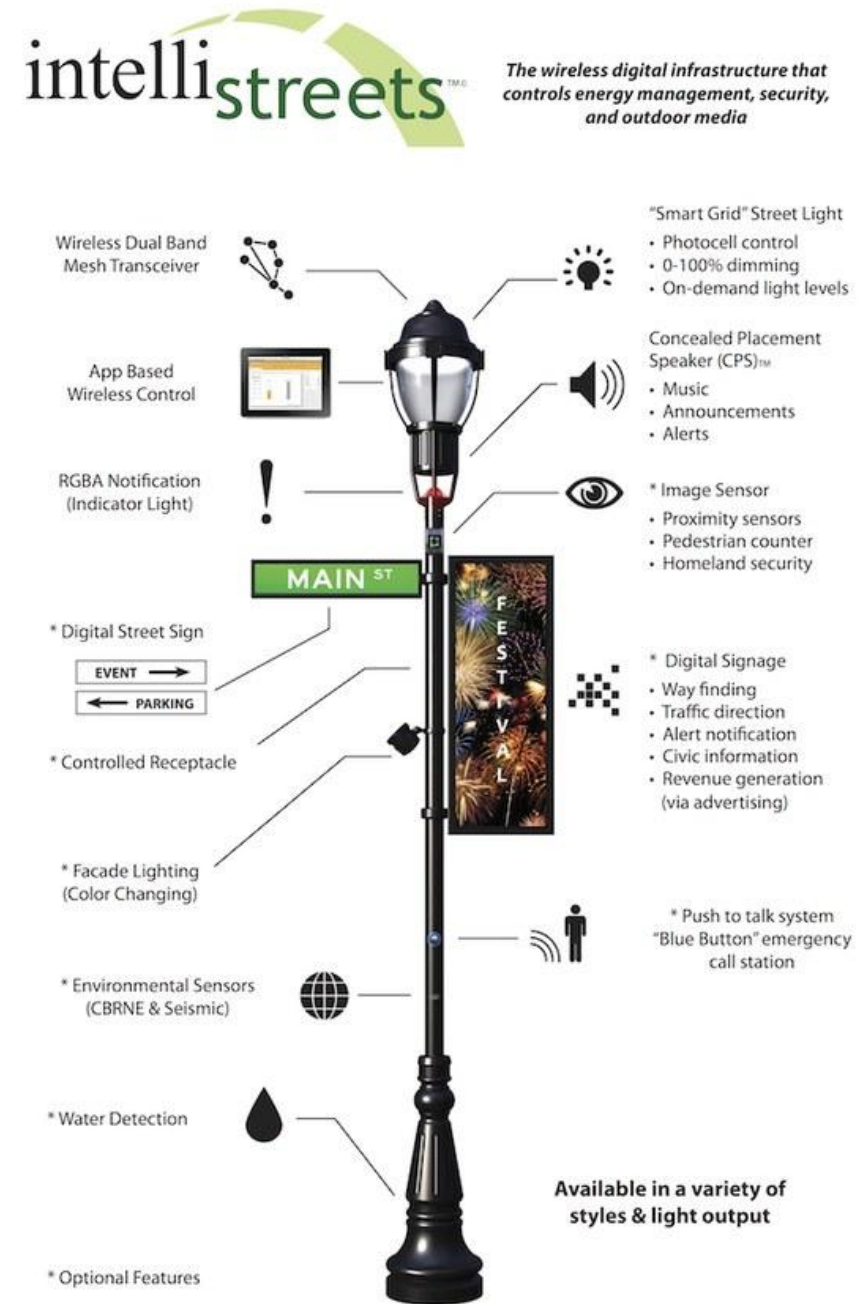 intellistreets™©
The wireless digital infrastructure that
controls energy management, security,
and outdoor media
Wireless Dual Band
Mesh Transceiver
"Smart Grid" Street Light
• Photocell control
• 0-100% dimming
• On-demand light levels
App Based
Wireless Control
Concealed Placement
Speaker (CPS)™
• Music
• Announcements
• Alerts
RGBA Notification
(Indicator Light)
* Image Sensor
• Proximity sensors
• Pedestrian counter
• Homeland security
MAIN ST
FESTIVAL
* Digital Street Sign
EVENT →
← PARKING
* Digital Signage
• Way finding
• Traffic direction
• Alert notification
• Civic information
• Revenue generation
(via advertising)
* Controlled Receptacle
* Facade Lighting
(Color Changing)
* Push to talk system
"Blue Button" emergency
call station
* Environmental Sensors
(CBRNE & Seismic)
* Water Detection
Available in a variety of
styles & light output
* Optional Features